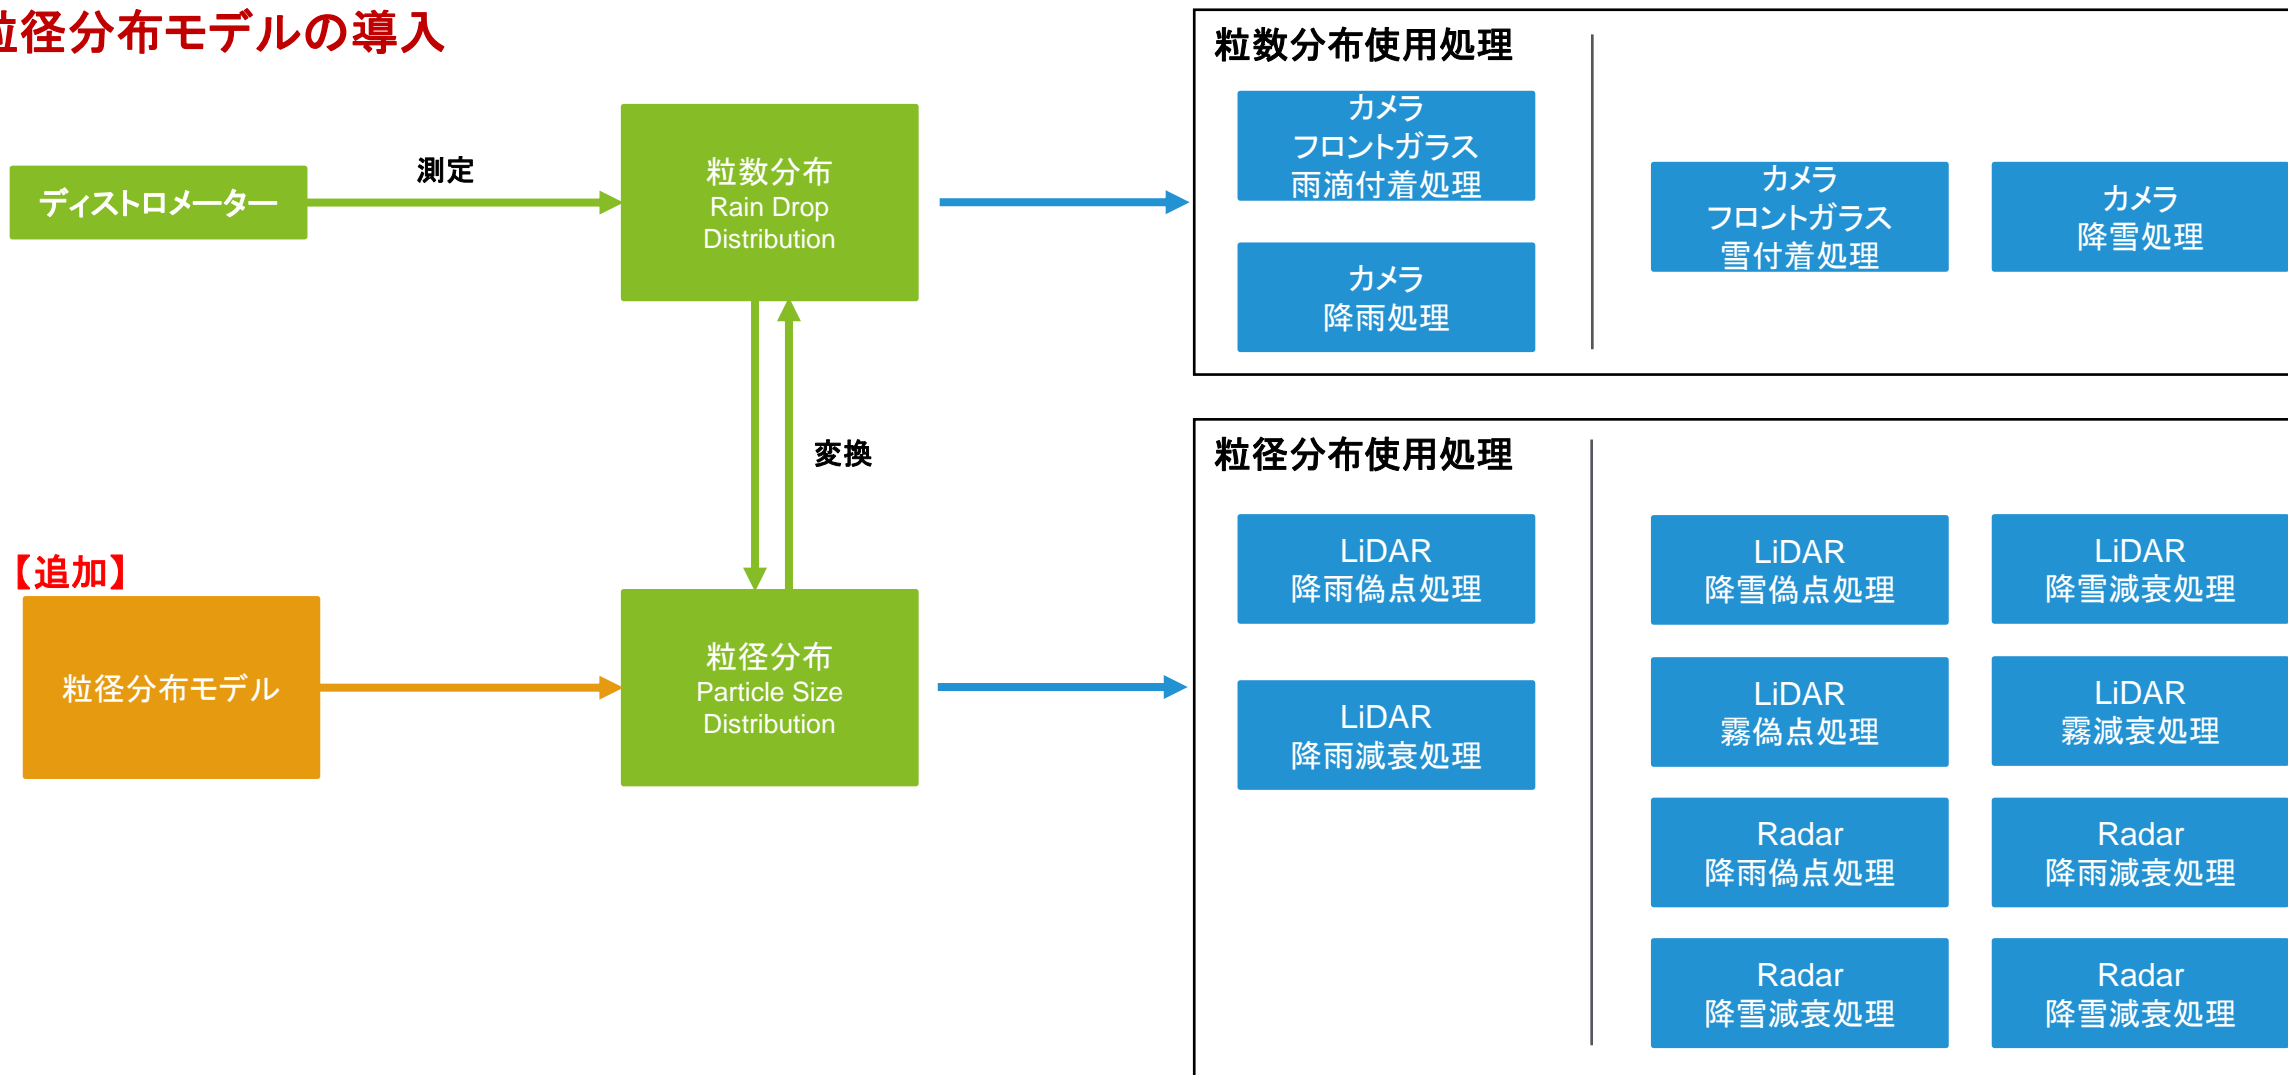 粒径分布モデルの導入
ディストロメーター
測定
粒数分布
Rain Drop
Distribution
変換
【追加】
粒径分布モデル
粒径分布
Particle Size
Distribution
粒数分布使用処理
カメラ
フロントガラス
雨滴付着処理
カメラ
降雨処理
カメラ
フロントガラス
雪付着処理
カメラ
降雪処理
粒径分布使用処理
LiDAR
降雨偽点処理
LiDAR
降雨減衰処理
LiDAR
降雪偽点処理
LiDAR
降雪減衰処理
LiDAR
霧偽点処理
LiDAR
霧減衰処理
Radar
降雨偽点処理
Radar
降雨減衰処理
Radar
降雪減衰処理
Radar
降雪減衰処理